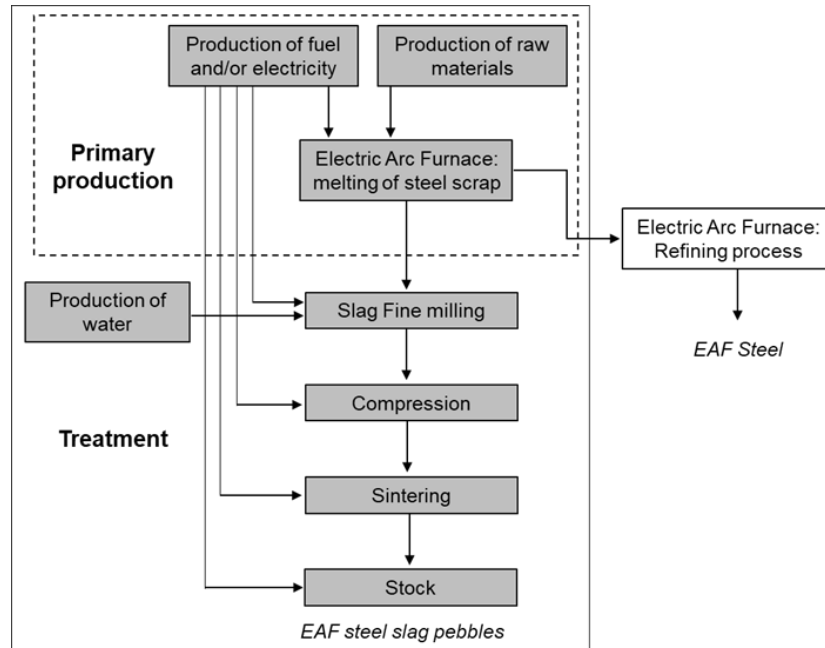 Production of fuel
and/or electricity
Production of raw
materials
Primary
production
Electric Arc Furnace:
melting of steel scrap
Electric Arc Furnace:
Refining process
Production of
water
Slag Fine milling
EAF Steel
Compression
Treatment
Sintering
Stock
EAF steel slag pebbles